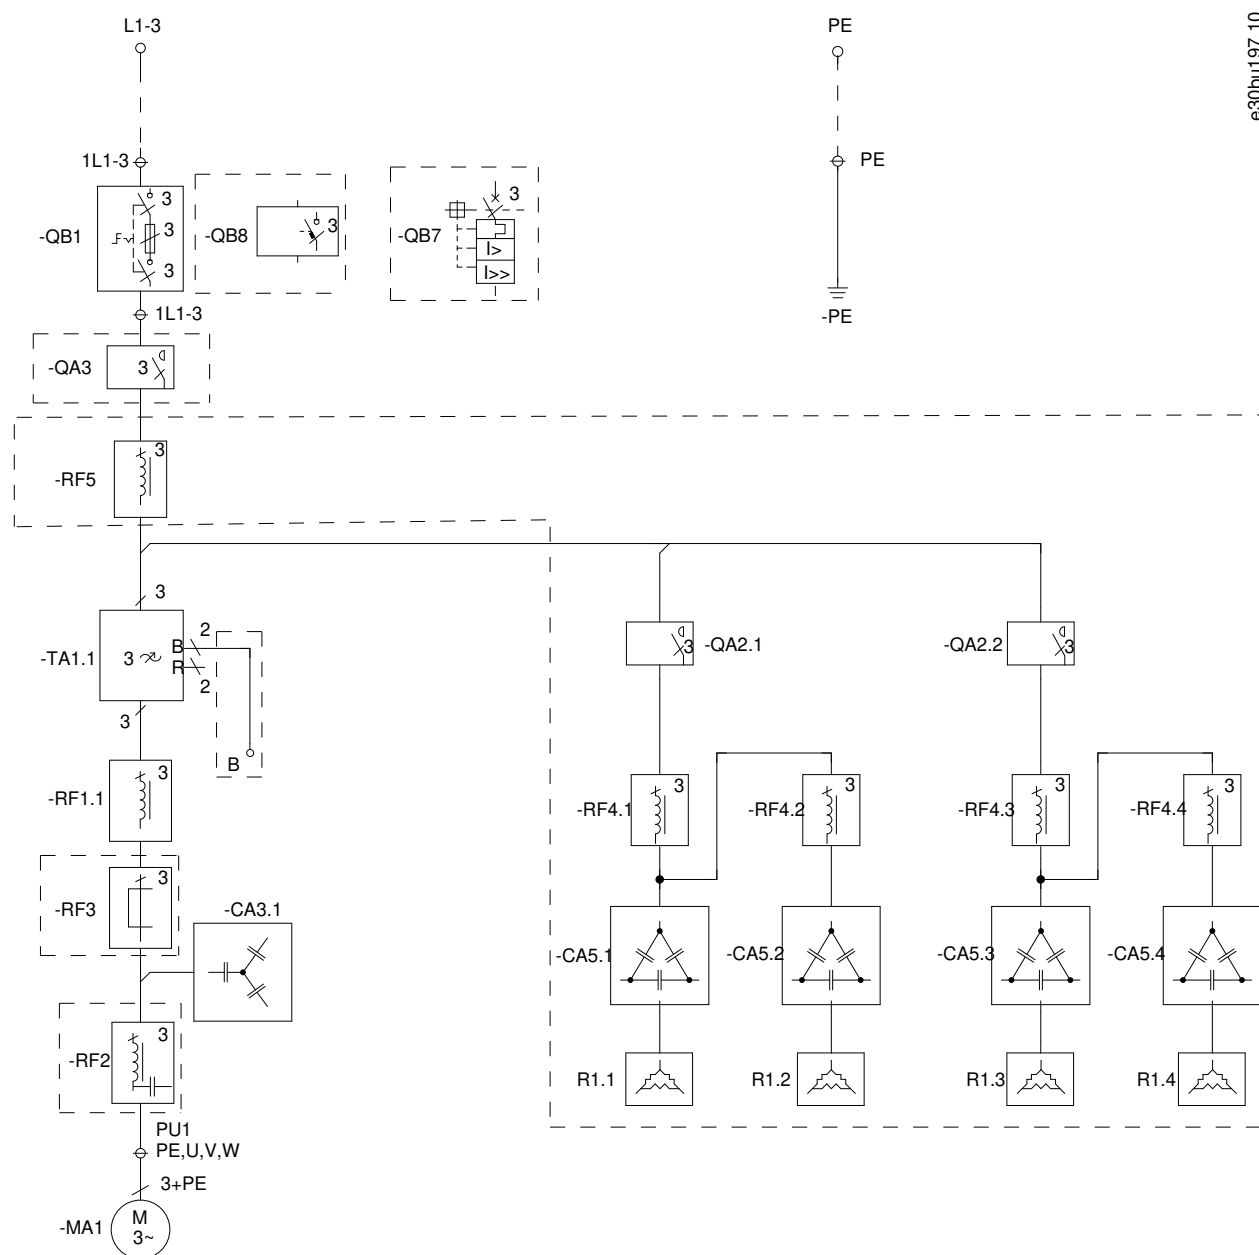 L1-3
PE
e30bu197.10
1L1-3
PE
-QB1
3
3
3
-QB8
3
-QB7
3
I>
I>>
1L1-3
-PE
-QA3
3
-RF5
3
3
-TA1.1
3
B
2
R
2
3
B
-QA2.1
3
-QA2.2
3
-RF1.1
3
-RF4.1
3
-RF4.2
3
-RF4.3
3
-RF4.4
3
-RF3
3
-CA3.1
-CA5.1
-CA5.2
-CA5.3
-CA5.4
-RF2
3
R1.1
R1.2
R1.3
R1.4
PU1
PE,U,V,W
3+PE
-MA1
M
3~